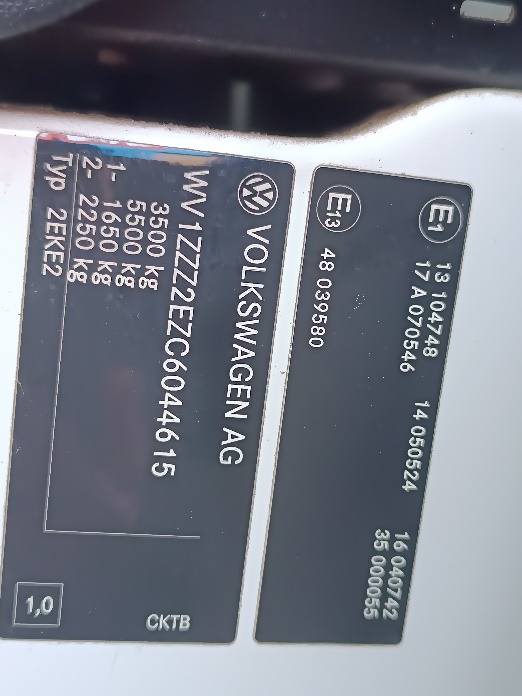 E1 13 104748 14 050524 16 040742
17 A 070546 35 000055
E13 48 039580
VOLKSWAGEN AG
WV1ZZZ2EZC6044615
3500 kg
5500 kg
1- 1650 kg
2- 2250 kg
Typ 2EKE2
CKTB
1,0